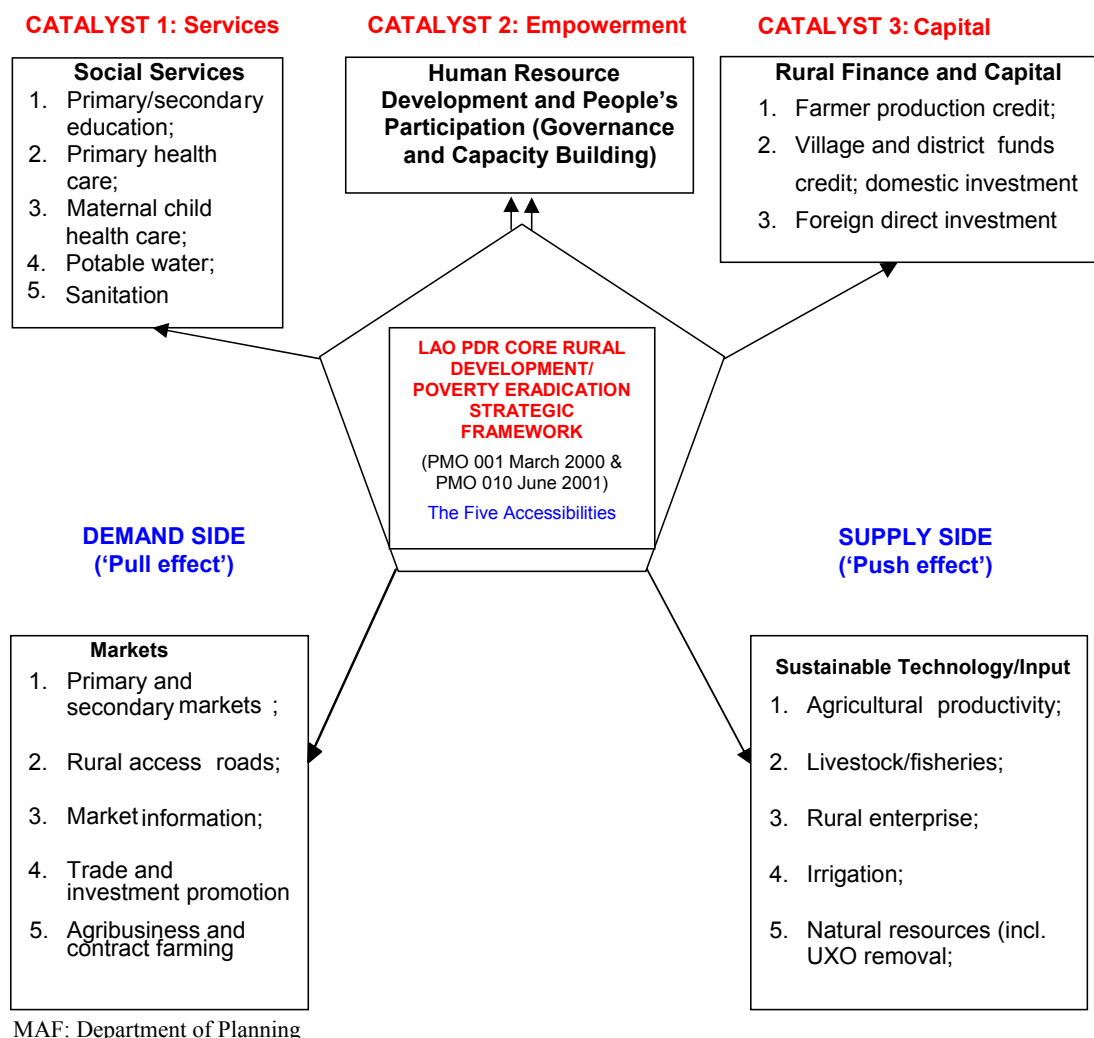 CATALYST 1: Services
CATALYST 2: Empowerment
CATALYST 3: Capital
Social Services
1. Primary/secondary
education;
2. Primary health
care;
3. Maternal child
health care;
4. Potable water;
5. Sanitation
Human Resource
Development and People's
Participation (Governance
and Capacity Building)
Rural Finance and Capital
1. Farmer production credit;
2. Village and district funds
credit; domestic investment
3. Foreign direct investment
LAO PDR CORE RURAL
DEVELOPMENT/
POVERTY ERADICATION
STRATEGIC
FRAMEWORK
(PMO 001 March 2000 &
PMO 010 June 2001)
The Five Accessibilities
DEMAND SIDE
('Pull effect')
SUPPLY SIDE
('Push effect')
Markets
1. Primary and
secondary markets ;
2. Rural access roads;
3. Market information;
4. Trade and
investment promotion
5. Agribusiness and
contract farming
Sustainable Technology/Input
1. Agricultural productivity;
2. Livestock/fisheries;
3. Rural enterprise;
4. Irrigation;
5. Natural resources (incl.
UXO removal;
MAF: Department of Planning